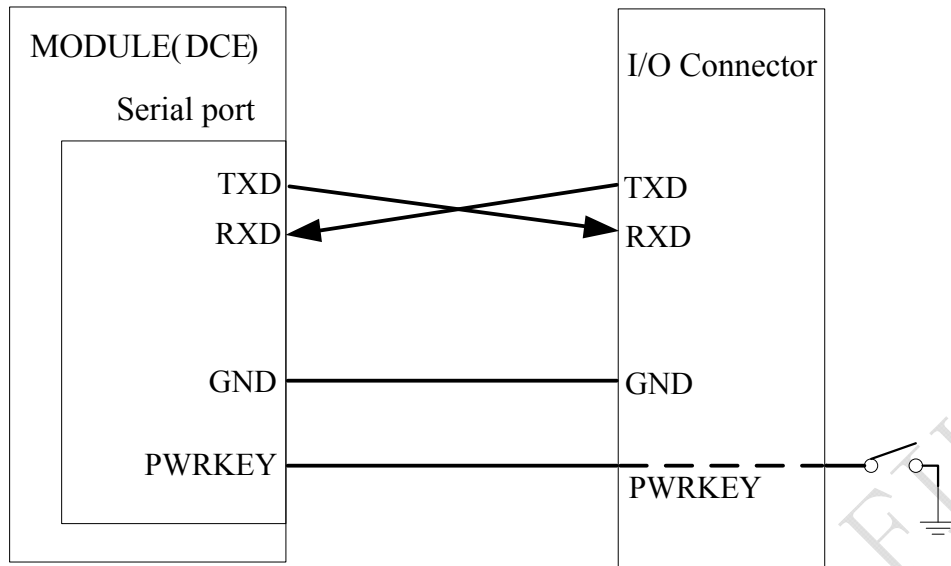 MODULE(DCE)
I/O Connector
Serial port
TXD
TXD
RXD
RXD
GND
GND
PWRKEY
PWRKEY